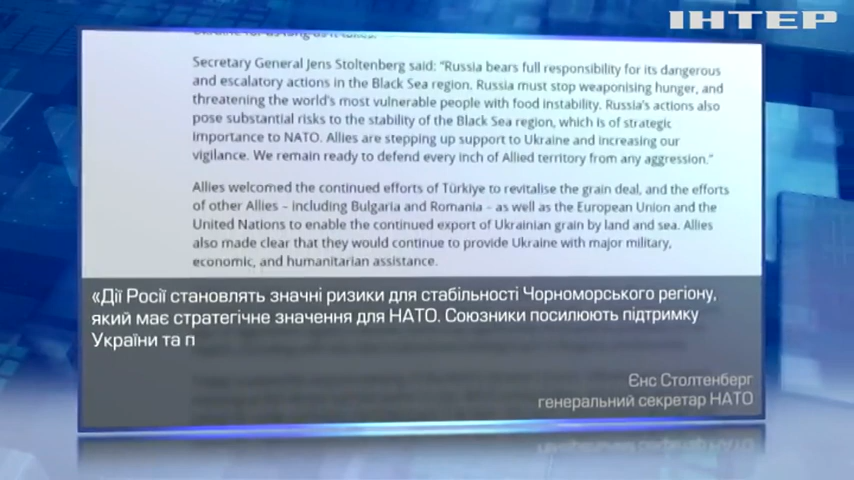 ІНТЕР
Secretary General Jens Stoltenberg said: “Russia bears full responsibility for its dangerous
and escalatory actions in the Black Sea region. Russia must stop weaponising hunger, and
threatening the world’s most vulnerable people with food instability. Russia’s actions also
pose substantial risks to the stability of the Black Sea region, which is of strategic
importance to NATO. Allies are stepping up support to Ukraine and increasing our
vigilance. We remain ready to defend every inch of Allied territory from any aggression.”
Allies welcomed the continued efforts of Türkiye to revitalise the grain deal, and the efforts
of other Allies – including Bulgaria and Romania – as well as the European Union and the
United Nations to enable the continued export of Ukrainian grain by land and sea. Allies
also made clear that they would continue to provide Ukraine with major military,
economic, and humanitarian assistance.
«Дії Росії становлять значні ризики для стабільності Чорноморського регіону,
який має стратегічне значення для НАТО. Союзники посилюють підтримку
України та п
Єнс Столтенберг
генеральний секретар НАТО